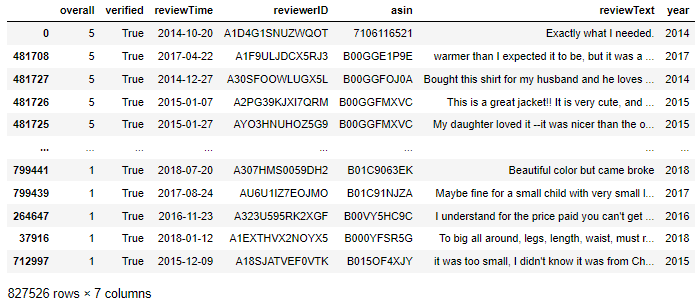 overall verified reviewTime reviewerID asin reviewText year
0 5 True 2014-10-20 A1D4G1SNUZWQOT 7106116521 Exactly what I needed. 2014
481708 5 True 2017-04-22 A1F9ULJDCX5RJ3 B00GGE1P9E warmer than I expected it to be, but it was a ... 2017
481727 5 True 2014-12-27 A30SFOOWLUGX5L B00GGFOJ0A Bought this shirt for my husband and he loves ... 2014
481726 5 True 2015-01-07 A2PG39KJXI7QRM B00GGFMXVC This is a great jacket!! It is very cute, and ... 2015
481725 5 True 2015-01-27 AYO3HNUHOZ5G9 B00GGFMXVC My daughter loved it --it was nicer than the o... 2015
... ... ... ... ... ... ... ...
799441 1 True 2018-07-20 A307HMS0059DH2 B01C9063EK Beautiful color but came broke 2018
799439 1 True 2017-08-24 AU6U1IZ7EOJMO B01C91NJZA Maybe fine for a small child with very small l... 2017
264647 1 True 2016-11-23 A323U595RK2XGF B00VY5HC9C I understand for the price paid you can't get ... 2016
37916 1 True 2018-01-12 A1EXTHVX2NOYX5 B000YFSR5G To big all around, legs, length, waist, must r... 2018
712997 1 True 2015-12-09 A18SJATVEF0VTK B015OF4XJY it was too small, I didn't know it was from Ch... 2015
827526 rows × 7 columns